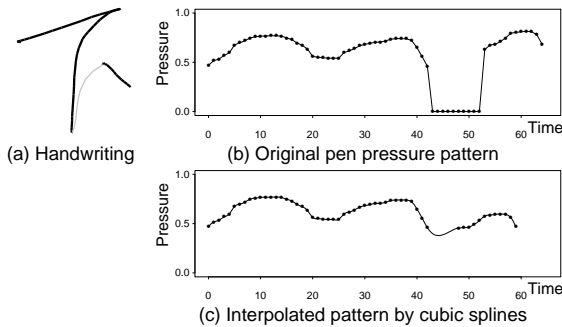 1.0
Pressure
0.5
0.0
0 10 20 30 40 50 60 Time
(a) Handwriting
(b) Original pen pressure pattern
1.0
Pressure
0.5
0.0
0 10 20 30 40 50 60 Time
(c) Interpolated pattern by cubic splines